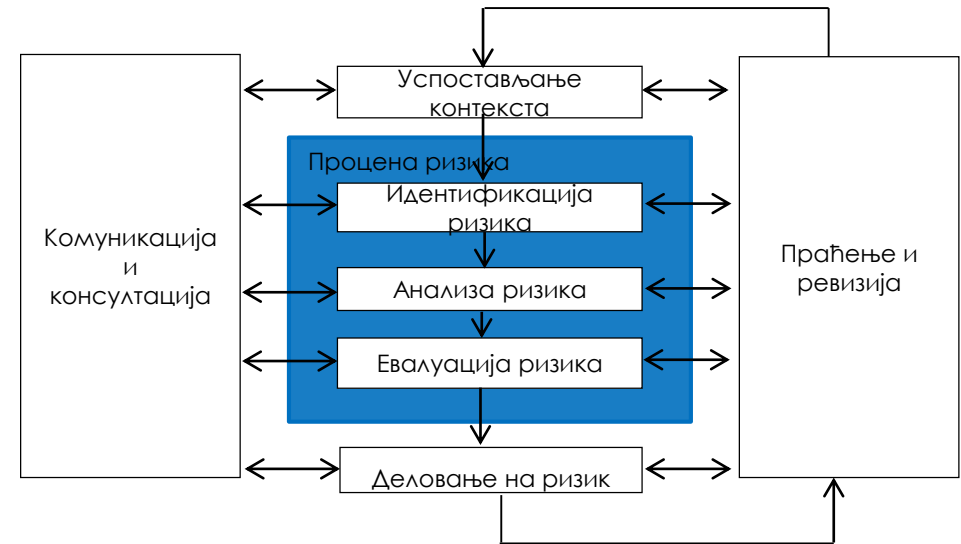 Успостављање
контекста
Процена ризика
Идентификација
ризика
Комуникација
и
консултација
Анализа ризика
Праћење и
ревизија
Евалуација ризика
Деловање на ризик